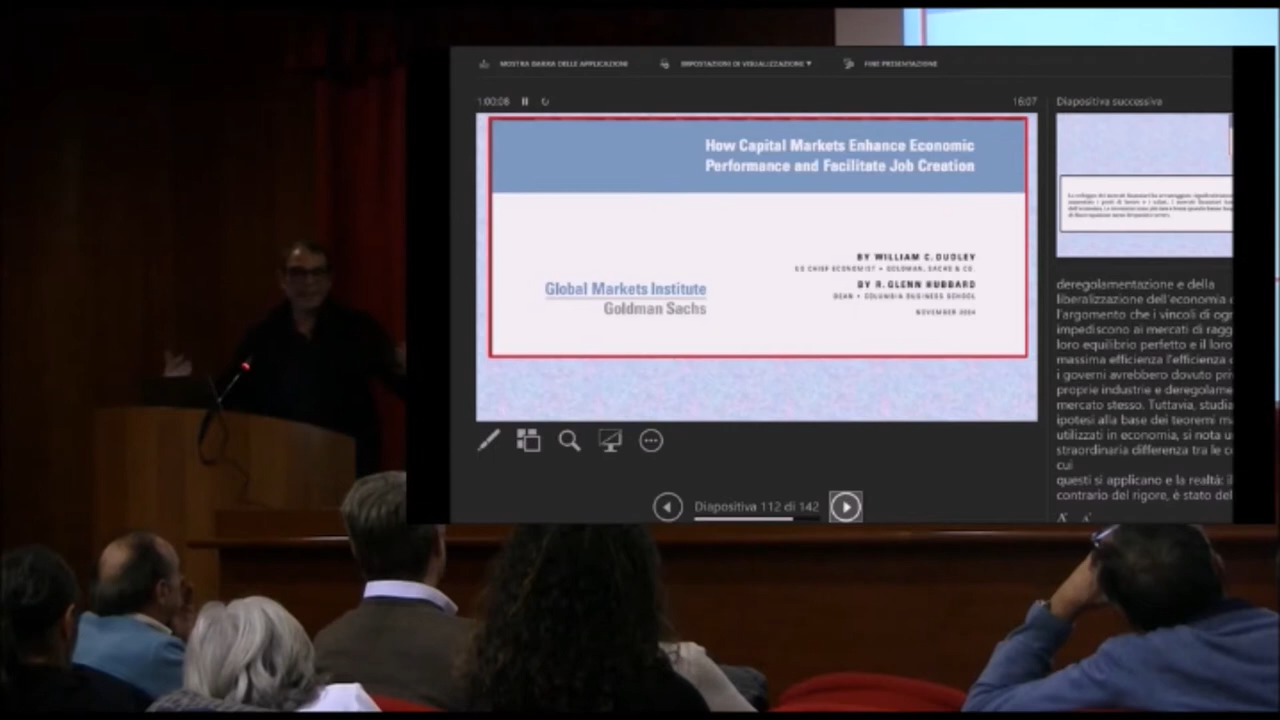 MOSTRA BARRA DELLE APPLICAZIONI
IMPOSTAZIONI DI VISUALIZZAZIONE
FINE PRESENTAZIONE
1:00:08
16:07
Diapositiva successiva
How Capital Markets Enhance Economic
Performance and Facilitate Job Creation
BY WILLIAM C. DUDLEY
US CHIEF ECONOMIST • GOLDMAN, SACHS & CO.
BY R. GLENN HUBBARD
DEAN • COLUMBIA BUSINESS SCHOOL
NOVEMBER 2004
Global Markets Institute
Goldman Sachs
deregolamentazione e della
liberalizzazione dell'economia
l'argomento che i vincoli di
impediscono ai mercati di
loro equilibrio perfetto e il loro
massima efficienza l'efficienza
i governi avrebbero dovuto
proprie industrie e
mercato stesso. Tuttavia,
ipotesi alla base dei teoremi
utilizzati in economia, si nota
straordinaria differenza tra le
cui
questi si applicano e la realtà:
contrario del rigore, è stato
Diapositiva 112 di 142